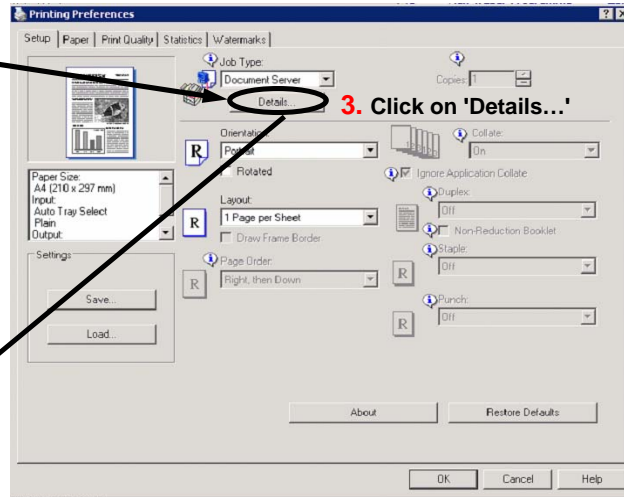 Printing Preferences
Setup Paper Print Quality Statistics Watermarks
Job Type:
Document Server
Details...
Copies: 1
3. Click on 'Details…'
Orientation:
Portrait
Rotated
Collate:
On
Ignore Application Collate
Paper Size:
A4 (210 x 297 mm)
Input:
Auto Tray Select
Plain
Output:
Layout:
1 Page per Sheet
Draw Frame Border
Duplex:
Off
Non-Reduction Booklet
Settings
Save...
Load...
Page Order:
Right, then Down
Staple:
Off
Punch:
Off
R
R
R
R
R
About
Restore Defaults
OK
Cancel
Help